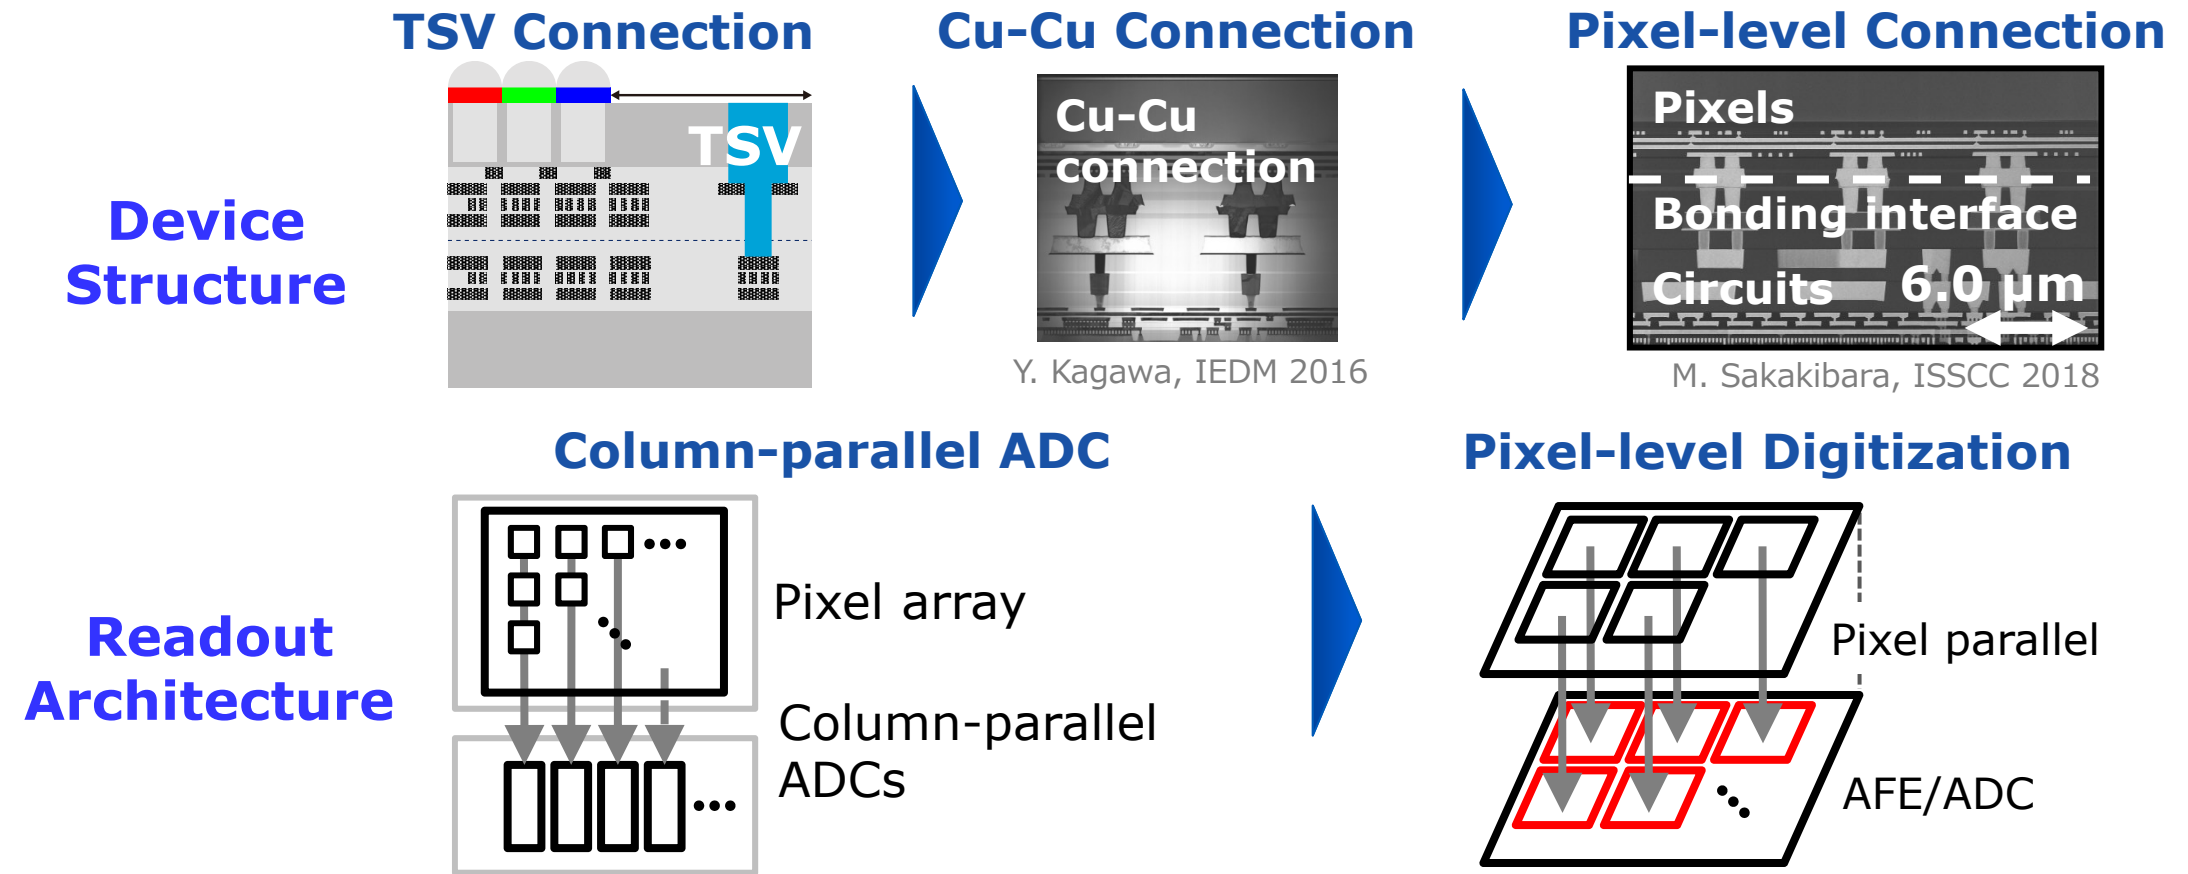 TSV Connection
Cu-Cu Connection
Pixel-level Connection
Device
Structure
TSV
Cu-Cu
connection
Pixels
Bonding interface
Circuits
6.0 μm
Y. Kagawa, IEDM 2016
M. Sakakibara, ISSCC 2018
Column-parallel ADC
Pixel-level Digitization
Readout
Architecture
Pixel array
Column-parallel
ADCs
Pixel parallel
AFE/ADC